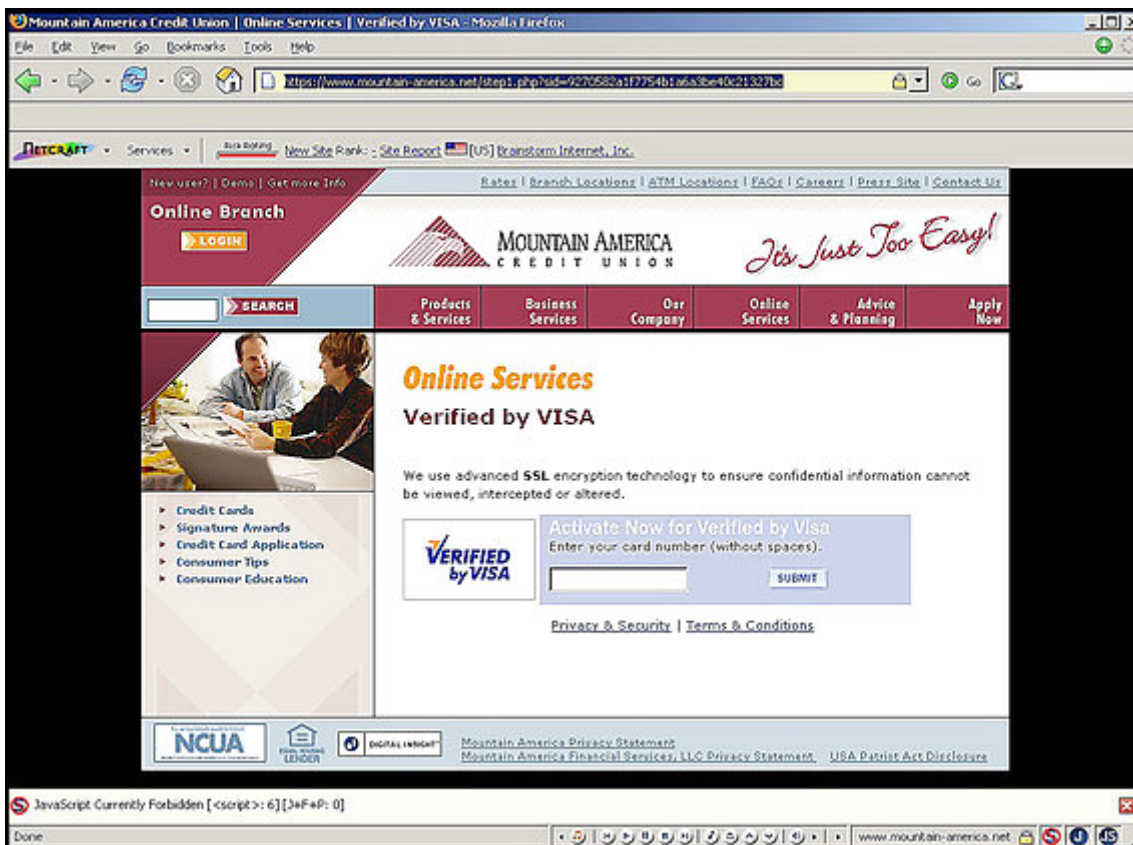 Mountain America Credit Union | Online Services | Verified by VISA - Mozilla Firefox
File Edit View Go Bookmarks Tools Help
https://www.mountain-america.net/step1.php?sid= Go
NETCRAFT Services Risk Rating New Site Rank: - Site Report [US] Brainstorm Internet, Inc.
New user? | Demo | Get more Info
Rates | Branch Locations | ATM Locations | FAQs | Careers | Press Site | Contact Us
Online Branch
LOGIN
MOUNTAIN AMERICA
CREDIT UNION
It's Just Too Easy!
SEARCH
Products & Services
Business Services
Our Company
Online Services
Advice & Planning
Apply Now
Online Services
Verified by VISA
We use advanced SSL encryption technology to ensure confidential information cannot
be viewed, intercepted or altered.
Credit Cards
Signature Awards
Credit Card Application
Consumer Tips
Consumer Education
VERIFIED
by VISA
Activate Now for Verified by Visa
Enter your card number (without spaces).
SUBMIT
Privacy & Security | Terms & Conditions
NCUA
EQUAL HOUSING
LENDER
DIGITAL INSIGHT
Mountain America Privacy Statement
Mountain America Financial Services, LLC Privacy Statement USA Patriot Act Disclosure
JavaScript Currently Forbidden [<script>: 6] [J+F+P: 0]
Done
www.mountain-america.net